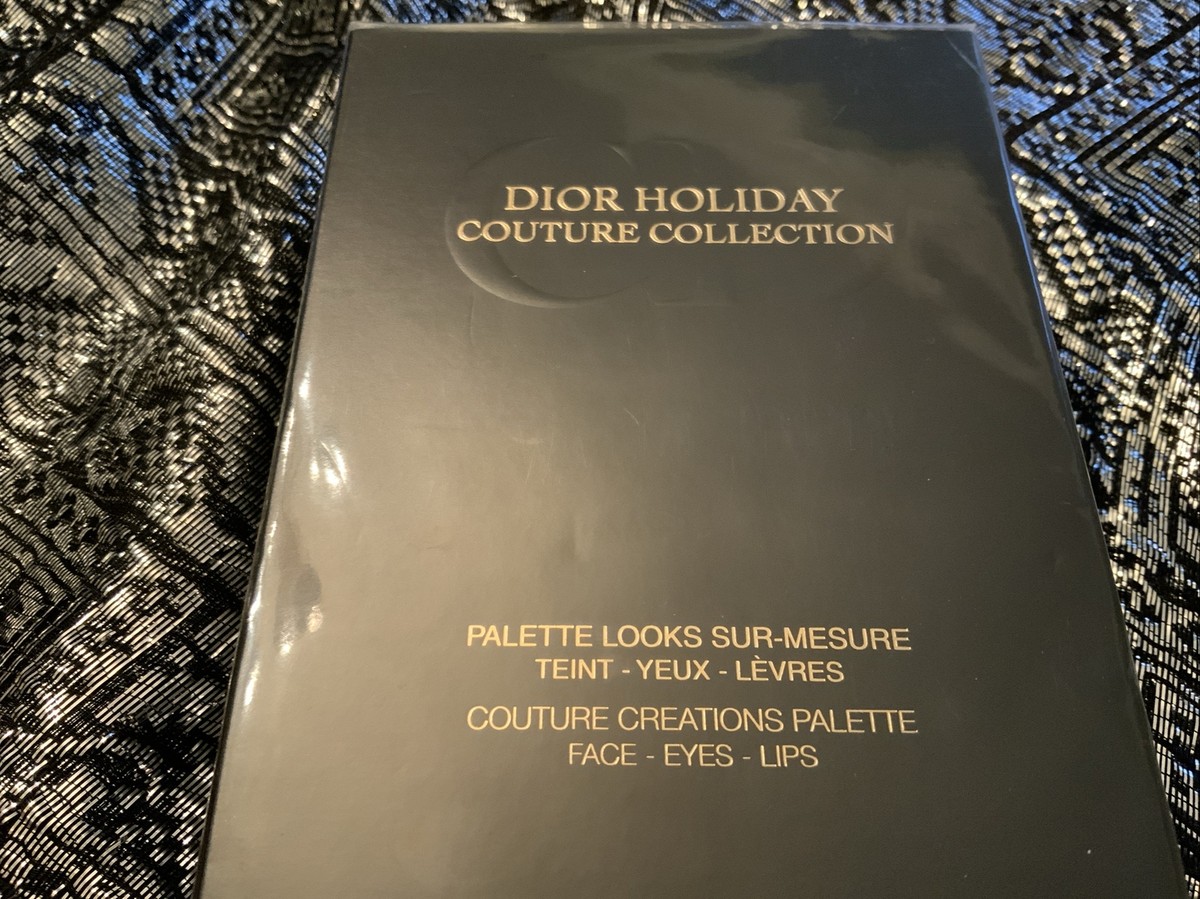 DIOR HOLIDAY
COUTURE COLLECTION
PALETTE LOOKS SUR-MESURE
TEINT - YEUX - LÈVRES
COUTURE CREATIONS PALETTE
FACE - EYES - LIPS